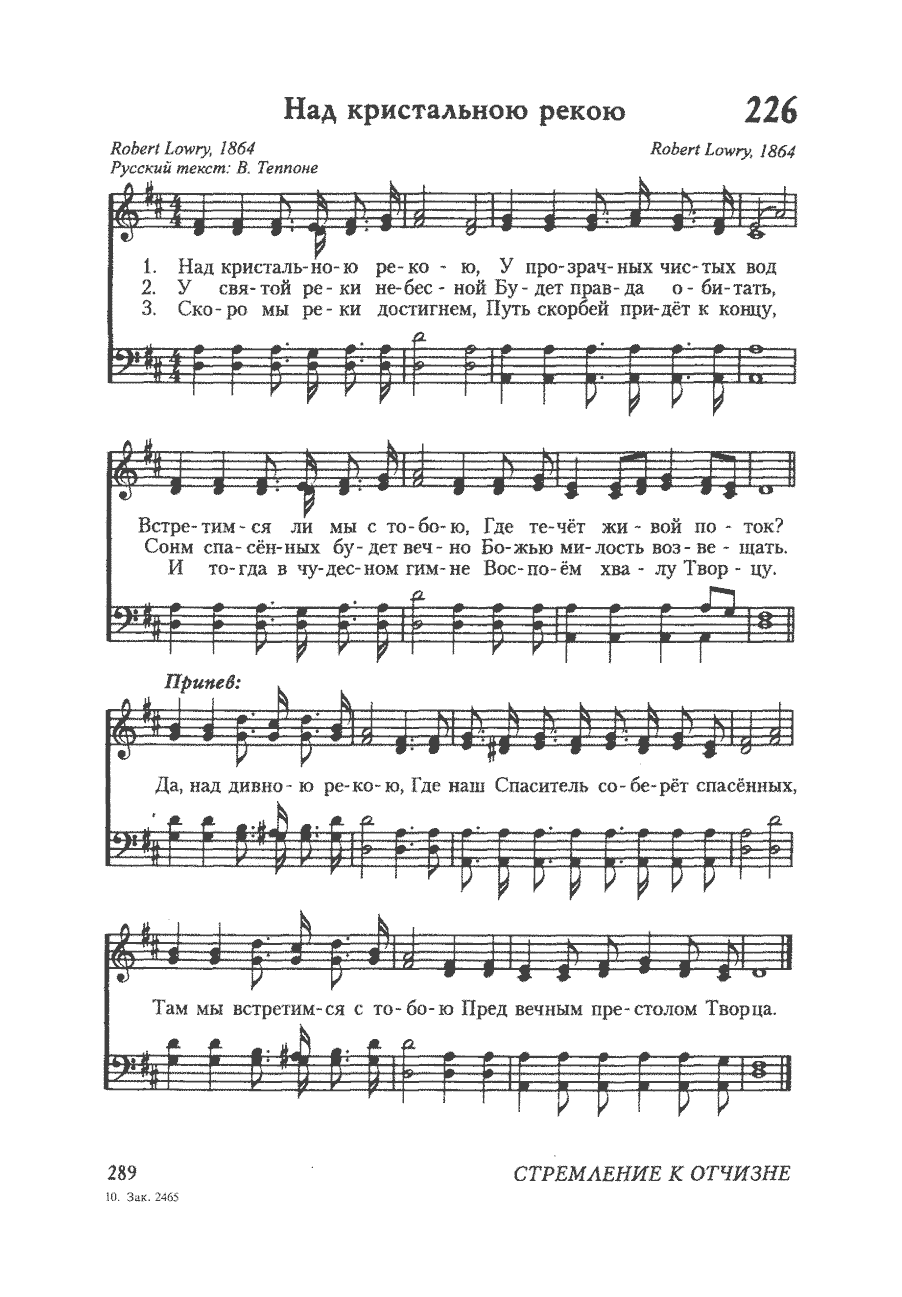 Над кристальною рекою 226
Robert Lowry, 1864 Robert Lowry, 1864
Русский текст: В. Теппоне
1. Над кристаль-но-ю ре-ко - ю, У про-зрач-ных чис-тых вод
2. У свя-той ре-ки не-бес-ной Бу-дет прав-да о-би-тать,
3. Ско-ро мы ре-ки достигнем, Путь скорбей при-дёт к концу,
Встре-тим-ся ли мы с то-бо-ю, Где те-чёт жи-вой по - ток?
Сонм спа-сён-ных бу-дет веч-но Бо-жью ми-лость воз-ве - щать.
И то-гда в чу-дес-ном гим-не Вос-по-ём хва - лу Твор - цу.
Припев:
Да, над дивно-ю ре-ко-ю, Где наш Спаситель со-бе-рёт спасённых,
Там мы встретим-ся с то-бо-ю Пред вечным пре-столом Творца.
289 СТРЕМЛЕНИЕ К ОТЧИЗНЕ
10. Зак. 2465